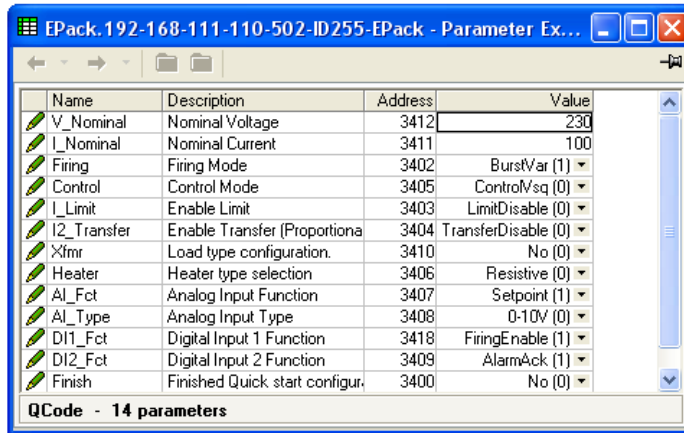 EPack.192-168-111-110-502-ID255-EPack - Parameter Ex...
Name Description Address Value
V_Nominal Nominal Voltage 3412 230
I_Nominal Nominal Current 3411 100
Firing Firing Mode 3402 BurstVar (1)
Control Control Mode 3405 ControlVsq (0)
I_Limit Enable Limit 3403 LimitDisable (0)
I2_Transfer Enable Transfer (Proportiona 3404 TransferDisable (0)
Xfmr Load type configuration. 3410 No (0)
Heater Heater type selection 3406 Resistive (0)
AI_Fct Analog Input Function 3407 Setpoint (1)
AI_Type Analog Input Type 3408 0-10V (0)
DI1_Fct Digital Input 1 Function 3418 FiringEnable (1)
DI2_Fct Digital Input 2 Function 3409 AlarmAck (1)
Finish Finished Quick start configur 3400 No (0)
QCode - 14 parameters